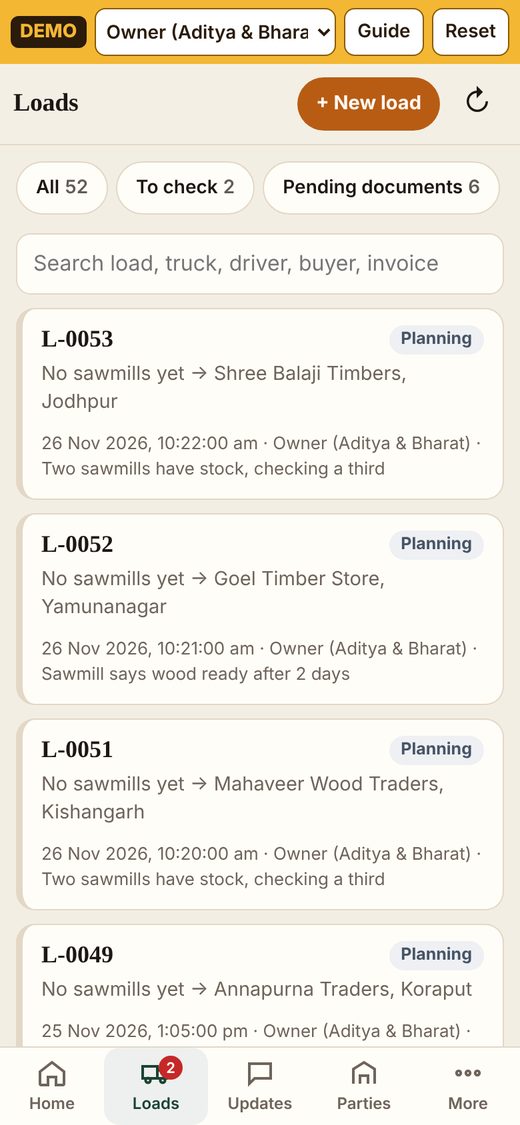 DEMO Owner (Aditya & Bhara Guide Reset
Loads + New load
All 52 To check 2 Pending documents 6
Search load, truck, driver, buyer, invoice
L-0053 Planning
No sawmills yet → Shree Balaji Timbers,
Jodhpur
26 Nov 2026, 10:22:00 am · Owner (Aditya & Bharat) ·
Two sawmills have stock, checking a third
L-0052 Planning
No sawmills yet → Goel Timber Store,
Yamunanagar
26 Nov 2026, 10:21:00 am · Owner (Aditya & Bharat) ·
Sawmill says wood ready after 2 days
L-0051 Planning
No sawmills yet → Mahaveer Wood Traders,
Kishangarh
26 Nov 2026, 10:20:00 am · Owner (Aditya & Bharat) ·
Two sawmills have stock, checking a third
L-0049 Planning
No sawmills yet → Annapurna Traders, Koraput
25 Nov 2026, 1:05:00 pm · Owner (Aditya & Bharat) ·
2
Home Loads Updates Parties More